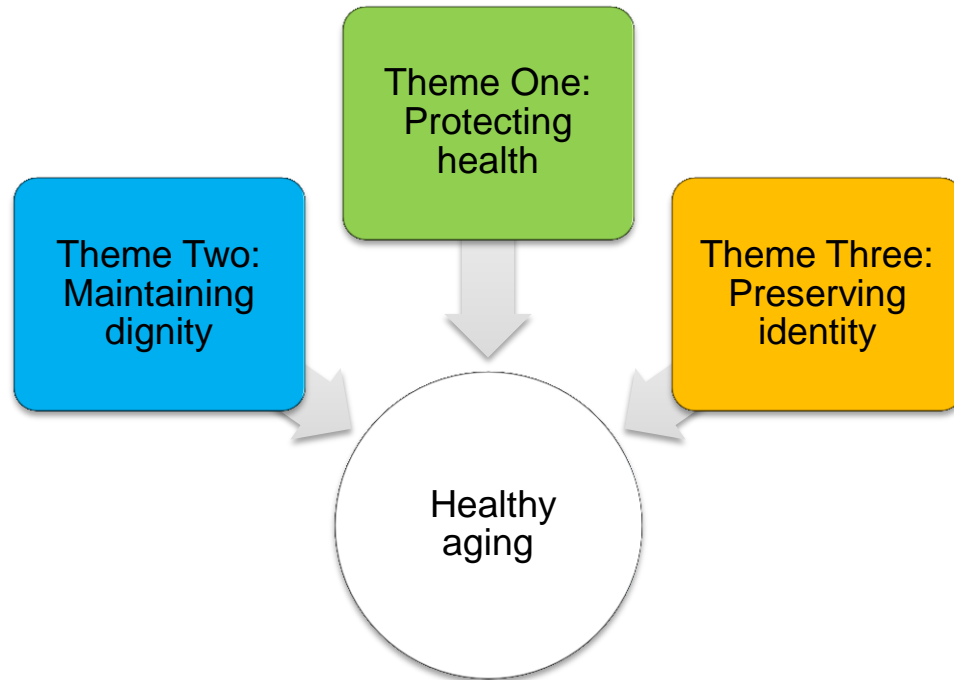 Theme One:
Protecting
health
Theme Two:
Maintaining
dignity
Theme Three:
Preserving
identity
Healthy
aging